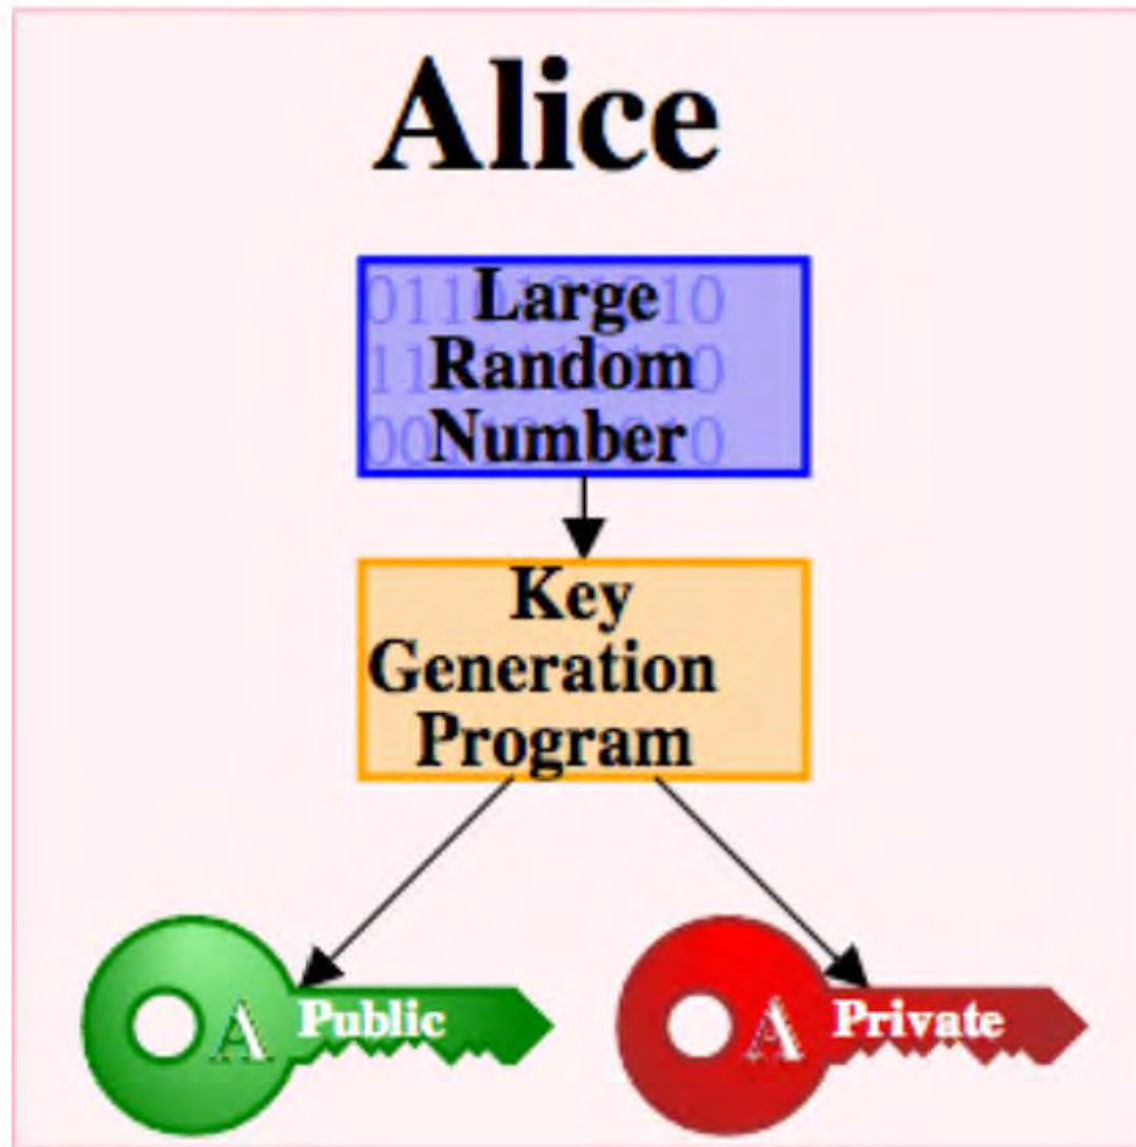 Alice
Large
Random
Number
Key
Generation
Program
A Public
A Private